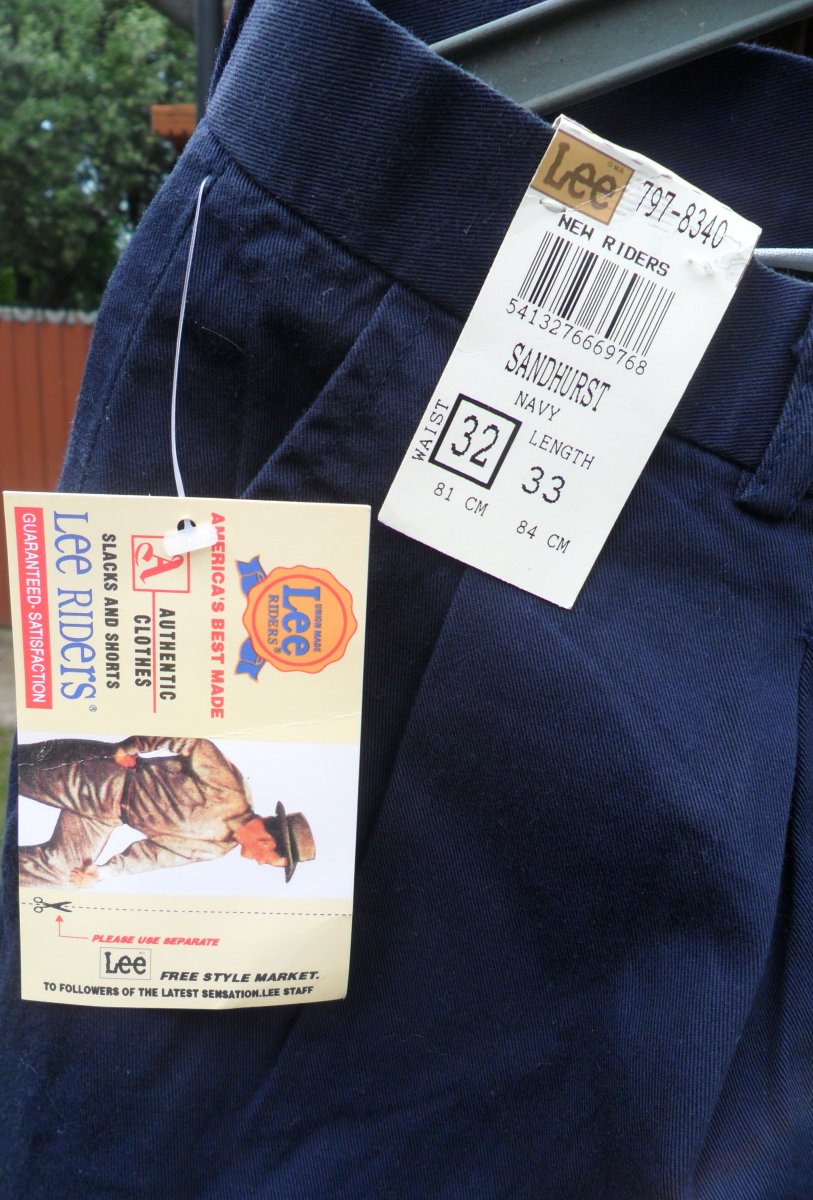 Lee
797-8340
NEW RIDERS
5413276669768
SANDHURST
NAVY
WAIST
32
81 CM
LENGTH
33
84 CM
UNION MADE
Lee
RIDERS®
AMERICA'S BEST MADE
A
AUTHENTIC
CLOTHES
SLACKS AND SHORTS
Lee RIDERS®
GUARANTEED·SATISFACTION
PLEASE USE SEPARATE
Lee
FREE STYLE MARKET.
TO FOLLOWERS OF THE LATEST SENSATION.LEE STAFF